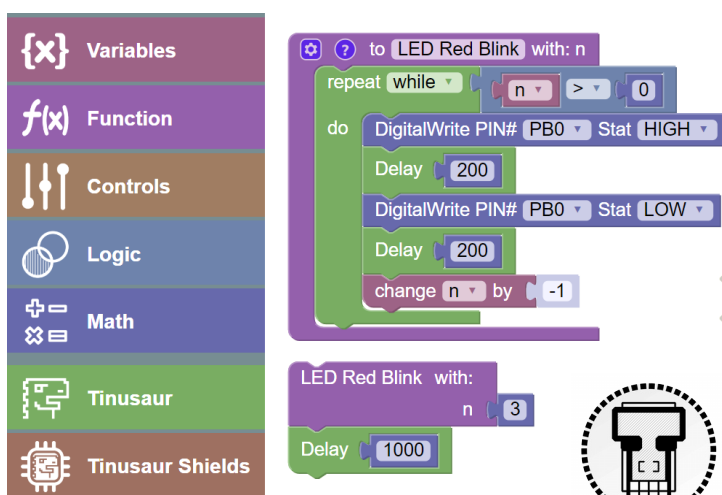 Variables
Function
Controls
Logic
Math
Tinusaur
Tinusaur Shields
? to LED Red Blink with: n
repeat while n > 0
do DigitalWrite PIN# PB0 Stat HIGH
Delay 200
DigitalWrite PIN# PB0 Stat LOW
Delay 200
change n by -1
LED Red Blink with:
n 3
Delay 1000